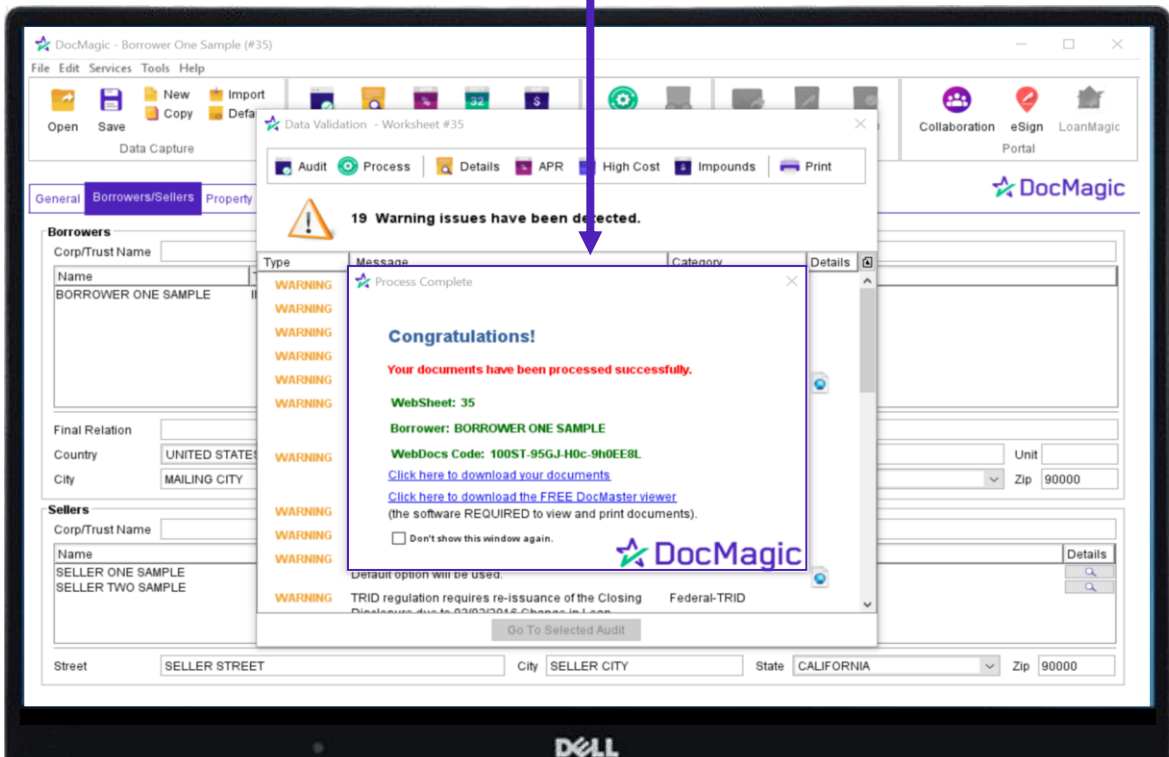 DocMagic - Borrower One Sample (#35)
File Edit Services Tools Help
Open Save New Import
Copy
Data Capture
Collaboration eSign LoanMagic
Portal
Data Validation - Worksheet #35
Audit Process Details APR High Cost Impounds Print
General Borrowers/Sellers Property
DocMagic
19 Warning issues have been detected.
Borrowers
Corp/Trust Name
Type Message Category Details
Name
BORROWER ONE SAMPLE
WARNING
WARNING
WARNING
WARNING
WARNING
WARNING
WARNING
WARNING
WARNING
WARNING
Process Complete
Congratulations!
Your documents have been processed successfully.
WebSheet: 35
Borrower: BORROWER ONE SAMPLE
WebDocs Code: 100ST-95GJ-H0c-9h0EE8L
Click here to download your documents
Click here to download the FREE DocMaster viewer
(the software REQUIRED to view and print documents).
Don't show this window again.
DocMagic
Default option will be used.
WARNING TRID regulation requires re-issuance of the Closing Federal-TRID
Go To Selected Audit
Final Relation
Country UNITED STATES Unit
City MAILING CITY Zip 90000
Sellers
Corp/Trust Name
Name Details
SELLER ONE SAMPLE
SELLER TWO SAMPLE
Street SELLER STREET City SELLER CITY State CALIFORNIA Zip 90000
DELL